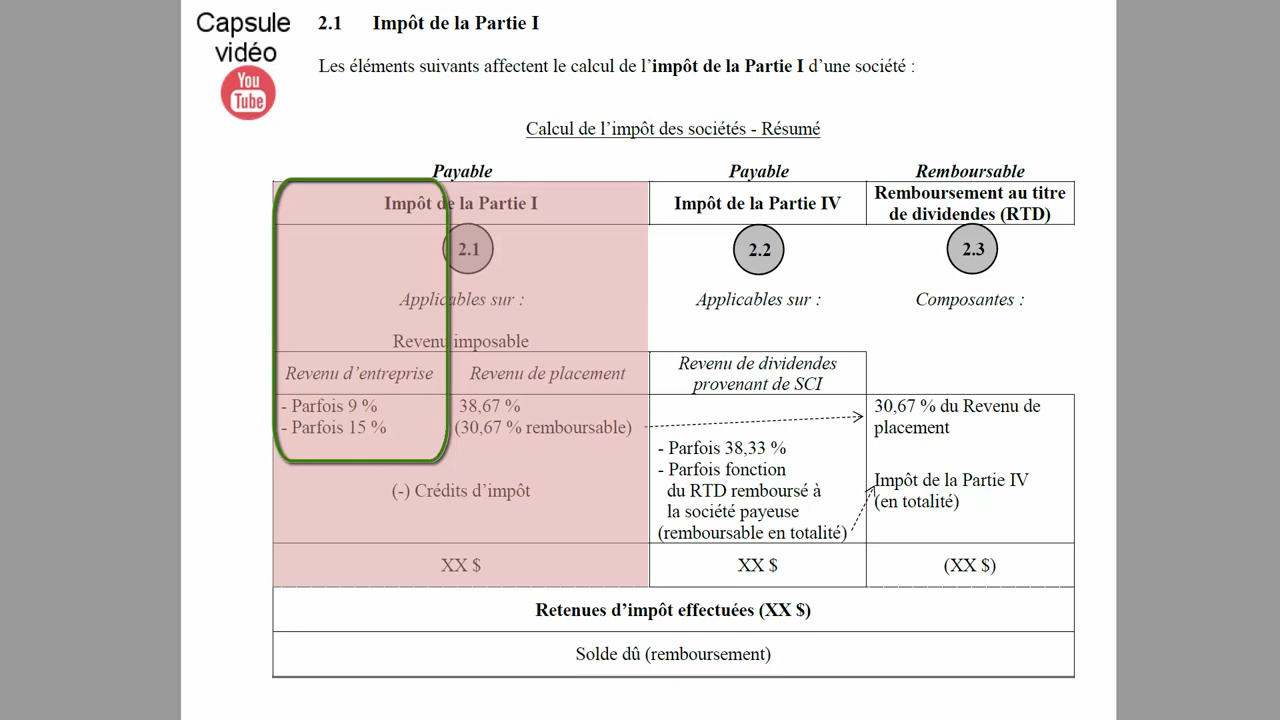 Capsule
vidéo
You
Tube
2.1 Impôt de la Partie I
Les éléments suivants affectent le calcul de l’impôt de la Partie I d’une société :
Calcul de l’impôt des sociétés - Résumé
Payable Payable Remboursable
Impôt de la Partie I Impôt de la Partie IV Remboursement au titre
de dividendes (RTD)
2.1 2.2 2.3
Applicables sur : Applicables sur : Composantes :
Revenu imposable
Revenu d’entreprise Revenu de placement Revenu de dividendes
provenant de SCI
- Parfois 9 % 38,67 % 30,67 % du Revenu de
- Parfois 15 % (30,67 % remboursable) placement
- Parfois 38,33 %
- Parfois fonction
du RTD remboursé à
la société payeuse
(remboursable en totalité)
Impôt de la Partie IV
(en totalité)
(-) Crédits d’impôt
XX $ XX $ (XX $)
Retenues d’impôt effectuées (XX $)
Solde dû (remboursement)